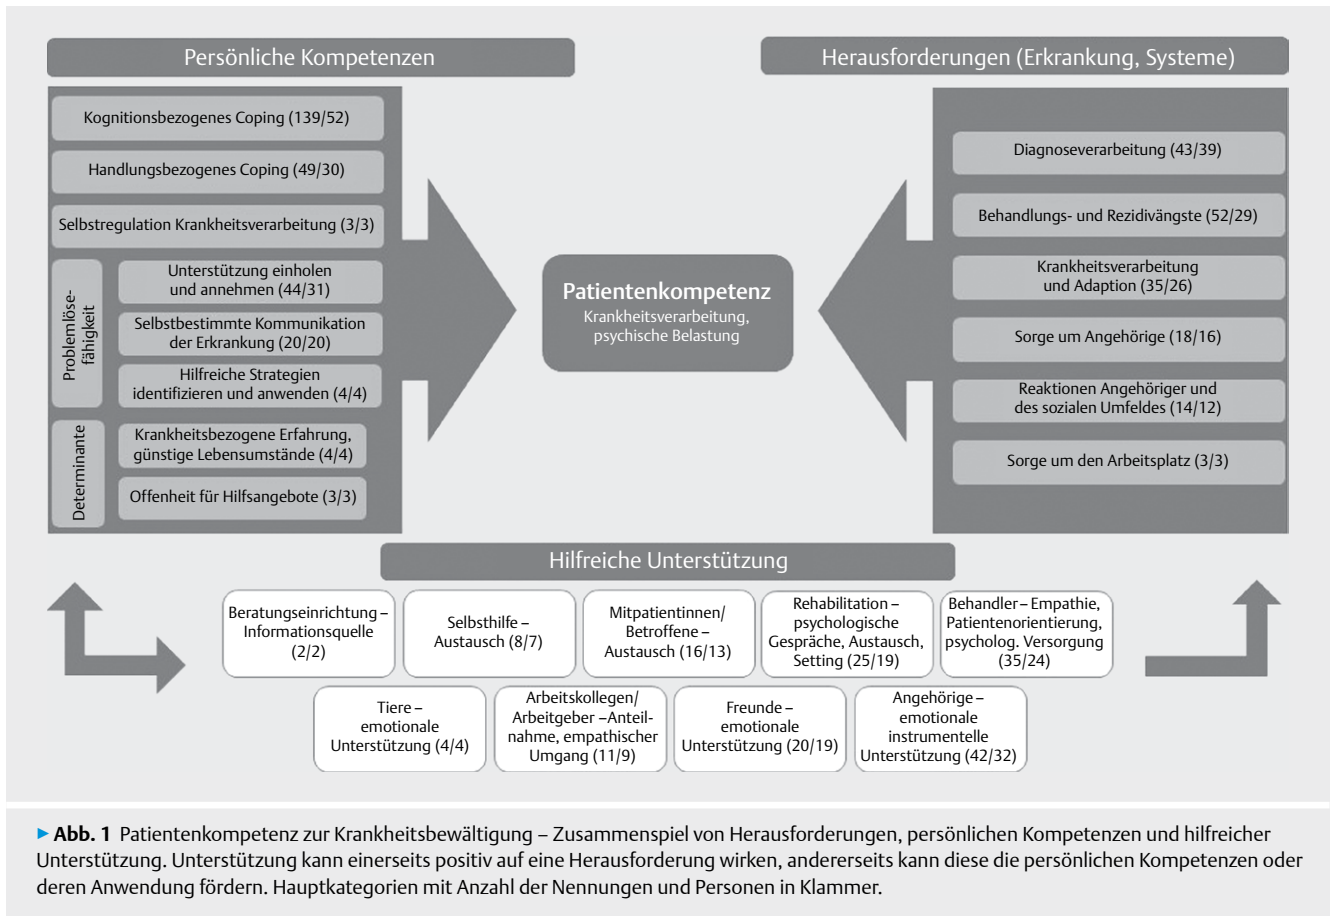 Persönliche Kompetenzen
Kognitionsbezogenes Coping (139/52)
Handlungsbezogenes Coping (49/30)
Selbstregulation Krankheitsverarbeitung (3/3)
Problemlöse-
fähigkeit
Unterstützung einholen
und annehmen (44/31)
Selbstbestimmte Kommunikation
der Erkrankung (20/20)
Hilfreiche Strategien
identifizieren und anwenden (4/4)
Determinante
Krankheitsbezogene Erfahrung,
günstige Lebensumstände (4/4)
Offenheit für Hilfsangebote (3/3)
Patientenkompetenz
Krankheitsverarbeitung,
psychische Belastung
Herausforderungen (Erkrankung, Systeme)
Diagnoseverarbeitung (43/39)
Behandlungs- und Rezidivängste (52/29)
Krankheitsverarbeitung
und Adaption (35/26)
Sorge um Angehörige (18/16)
Reaktionen Angehöriger und
des sozialen Umfeldes (14/12)
Sorge um den Arbeitsplatz (3/3)
Hilfreiche Unterstützung
Beratungseinrichtung –
Informationsquelle
(2/2)
Selbsthilfe –
Austausch (8/7)
Mitpatientinnen/
Betroffene –
Austausch (16/13)
Rehabilitation –
psychologische
Gespräche, Austausch,
Setting (25/19)
Behandler – Empathie,
Patientenorientierung,
psycholog. Versorgung
(35/24)
Tiere –
emotionale
Unterstützung (4/4)
Arbeitskollegen/
Arbeitgeber –Anteil-
nahme, empathischer
Umgang (11/9)
Freunde –
emotionale
Unterstützung (20/19)
Angehörige –
emotionale
instrumentelle
Unterstützung (42/32)
▶ Abb. 1 Patientenkompetenz zur Krankheitsbewältigung – Zusammenspiel von Herausforderungen, persönlichen Kompetenzen und hilfreicher
Unterstützung. Unterstützung kann einerseits positiv auf eine Herausforderung wirken, andererseits kann diese die persönlichen Kompetenzen oder
deren Anwendung fördern. Hauptkategorien mit Anzahl der Nennungen und Personen in Klammer.